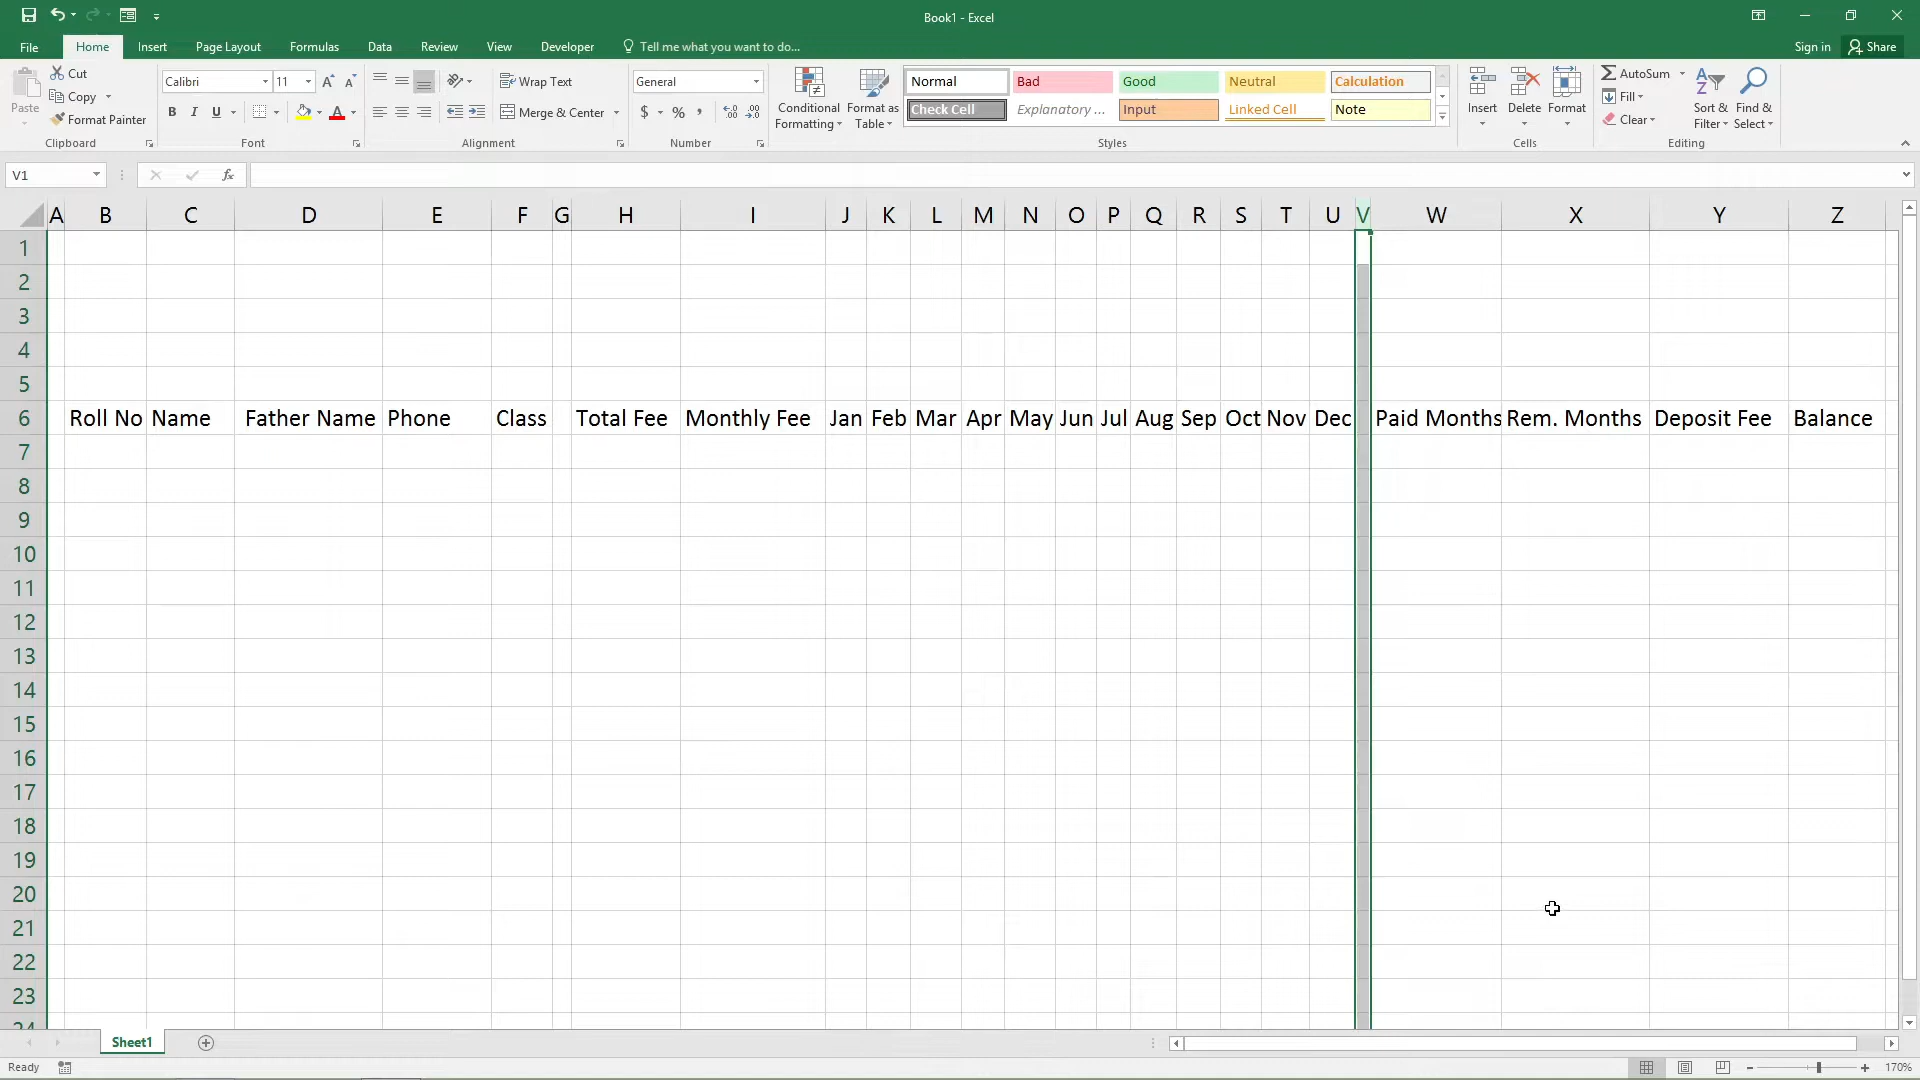 Book1 - Excel
File Home Insert Page Layout Formulas Data Review View Developer Tell me what you want to do... Sign in Share
Paste Cut Copy Format Painter Clipboard
Calibri 11 B I U A Font
Wrap Text Merge & Center Alignment
General $ % , Number
Conditional Formatting Format as Table
Normal Bad Good Neutral Calculation
Check Cell Explanatory ... Input Linked Cell Note
Styles
Insert Delete Format Cells
AutoSum Fill Clear Sort & Filter Find & Select Editing
V1 fx
A B C D E F G H I J K L M N O P Q R S T U V W X Y Z
1
2
3
4
5
6 Roll No Name Father Name Phone Class Total Fee Monthly Fee Jan Feb Mar Apr May Jun Jul Aug Sep Oct Nov Dec Paid Months Rem. Months Deposit Fee Balance
7
8
9
10
11
12
13
14
15
16
17
18
19
20
21
22
23
24
Sheet1
Ready 170%